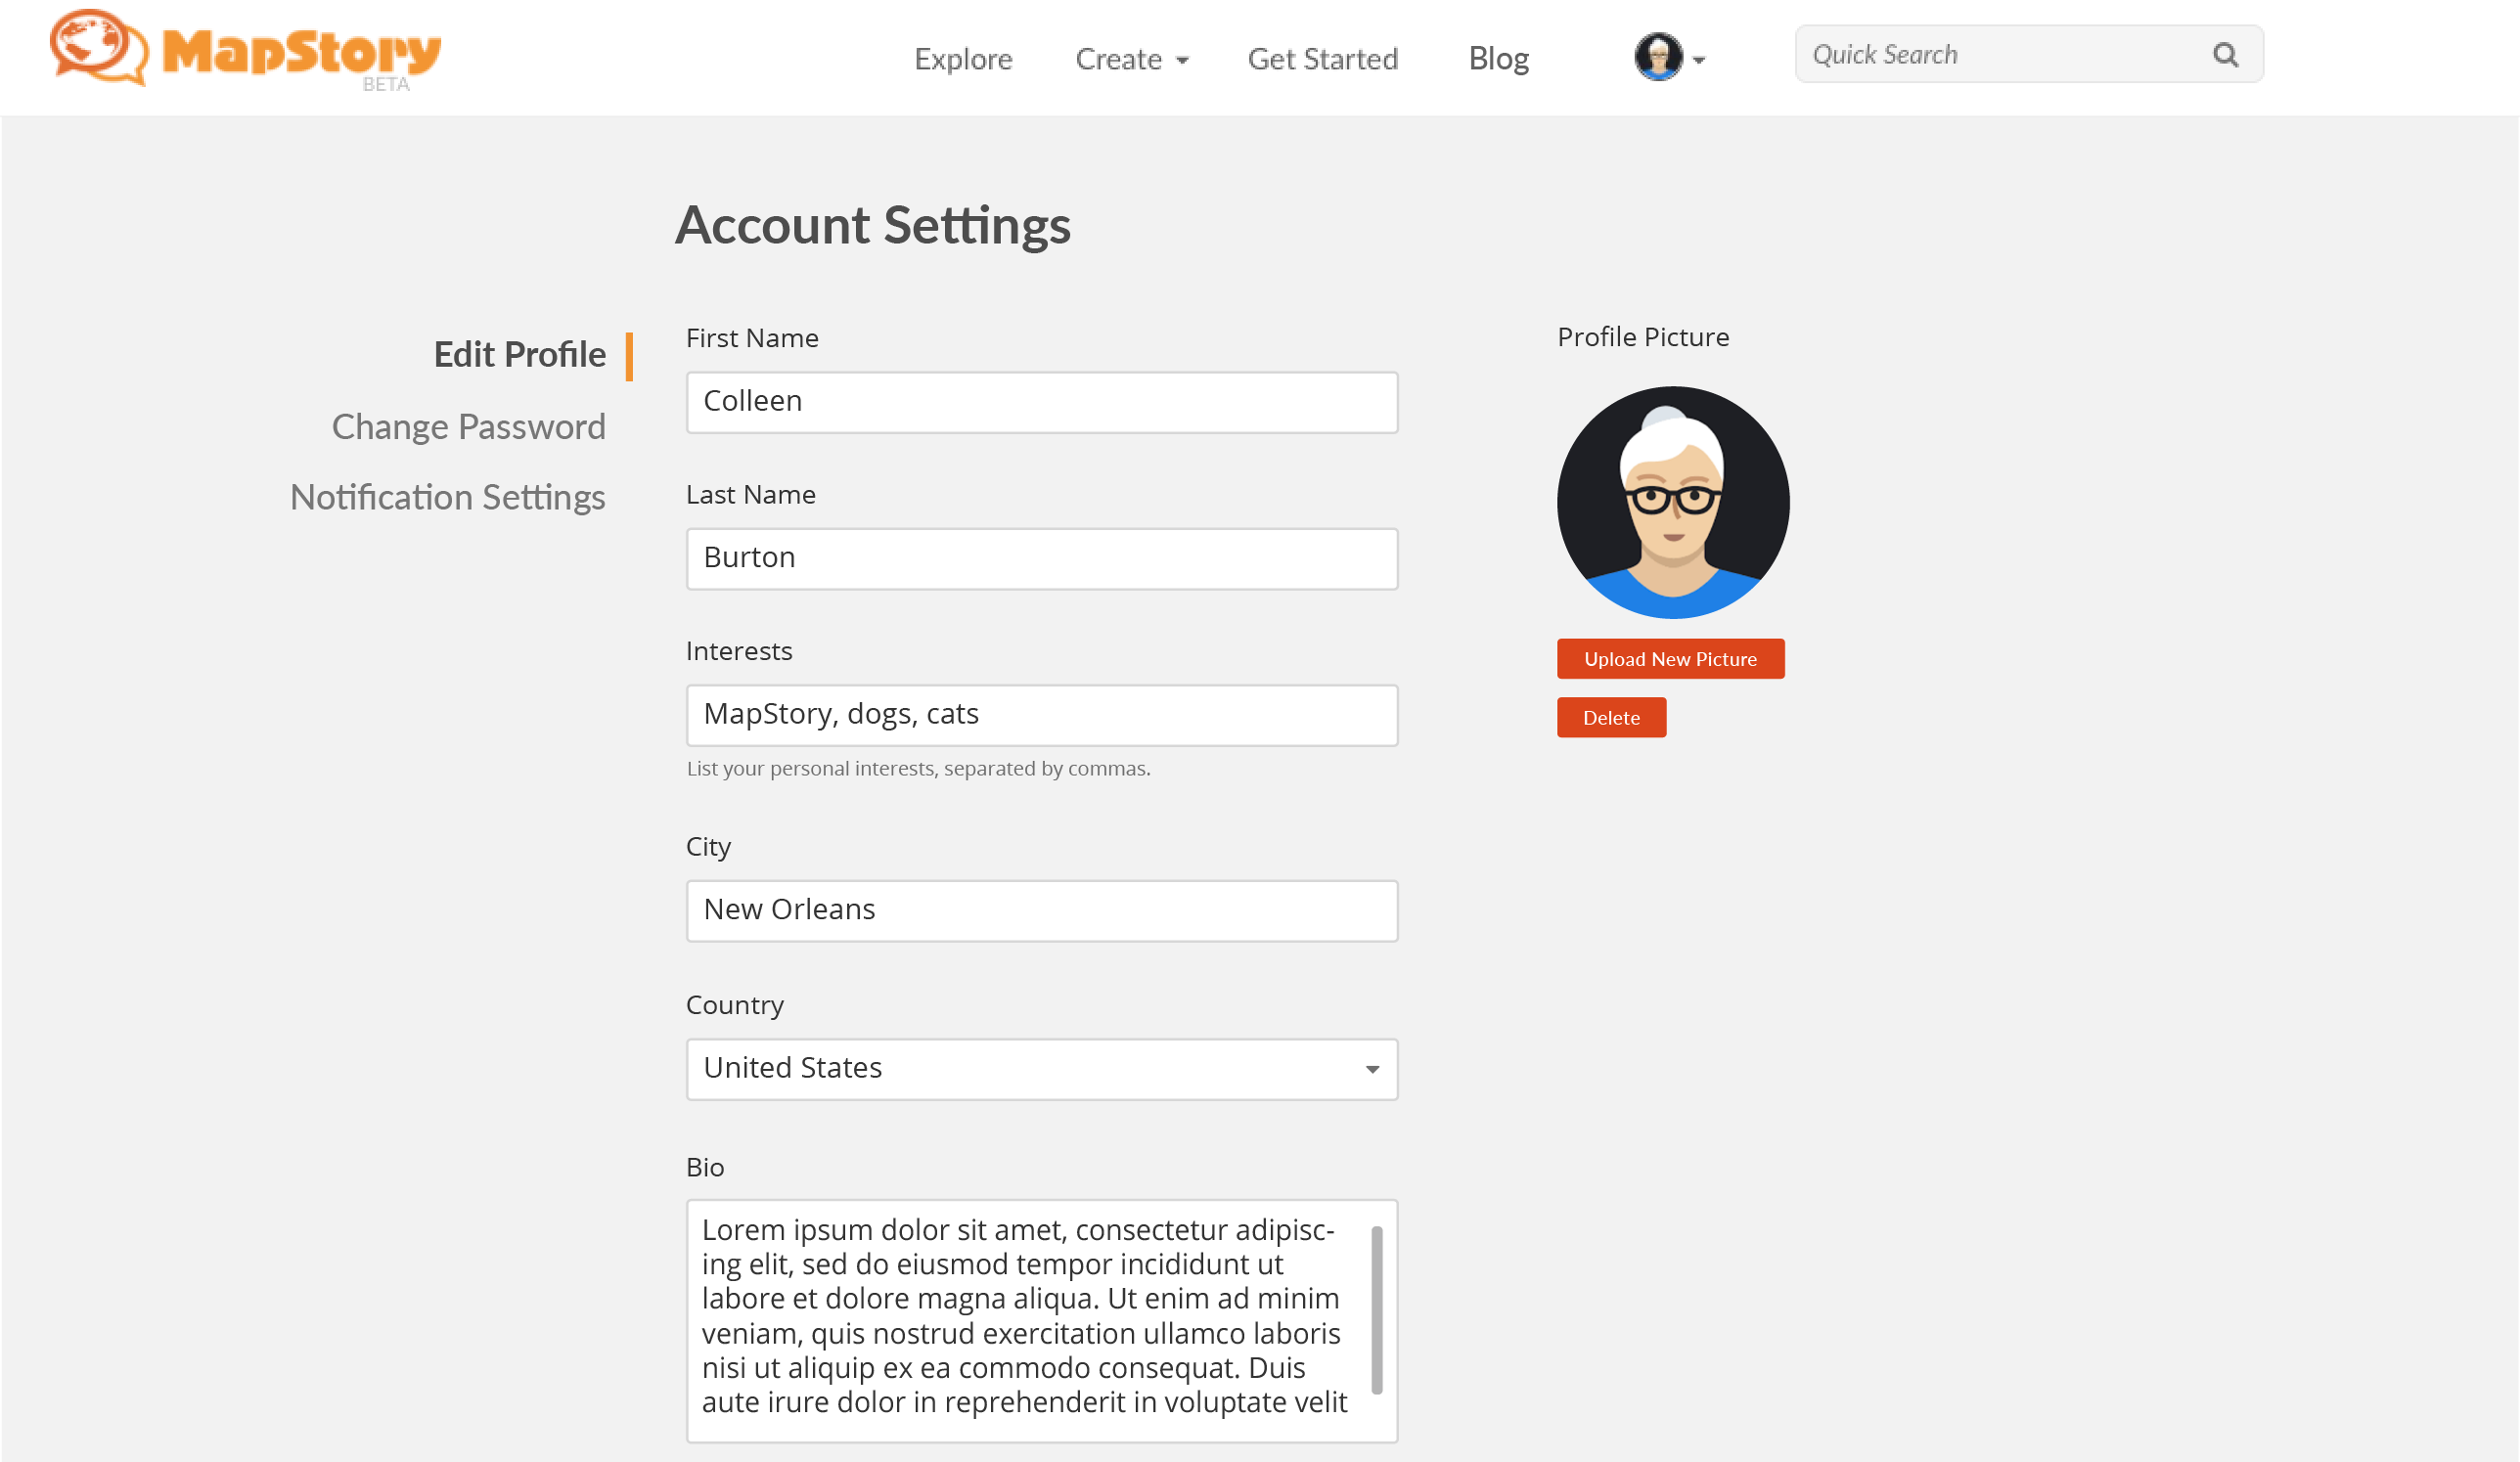 MapStory
BETA
Explore
Create
Get Started
Blog
Quick Search
Account Settings
Edit Profile
Change Password
Notification Settings
First Name
Colleen
Last Name
Burton
Interests
MapStory, dogs, cats
List your personal interests, separated by commas.
City
New Orleans
Country
United States
Bio
Lorem ipsum dolor sit amet, consectetur adipisc-
ing elit, sed do eiusmod tempor incididunt ut
labore et dolore magna aliqua. Ut enim ad minim
veniam, quis nostrud exercitation ullamco laboris
nisi ut aliquip ex ea commodo consequat. Duis
aute irure dolor in reprehenderit in voluptate velit
Profile Picture
Upload New Picture
Delete